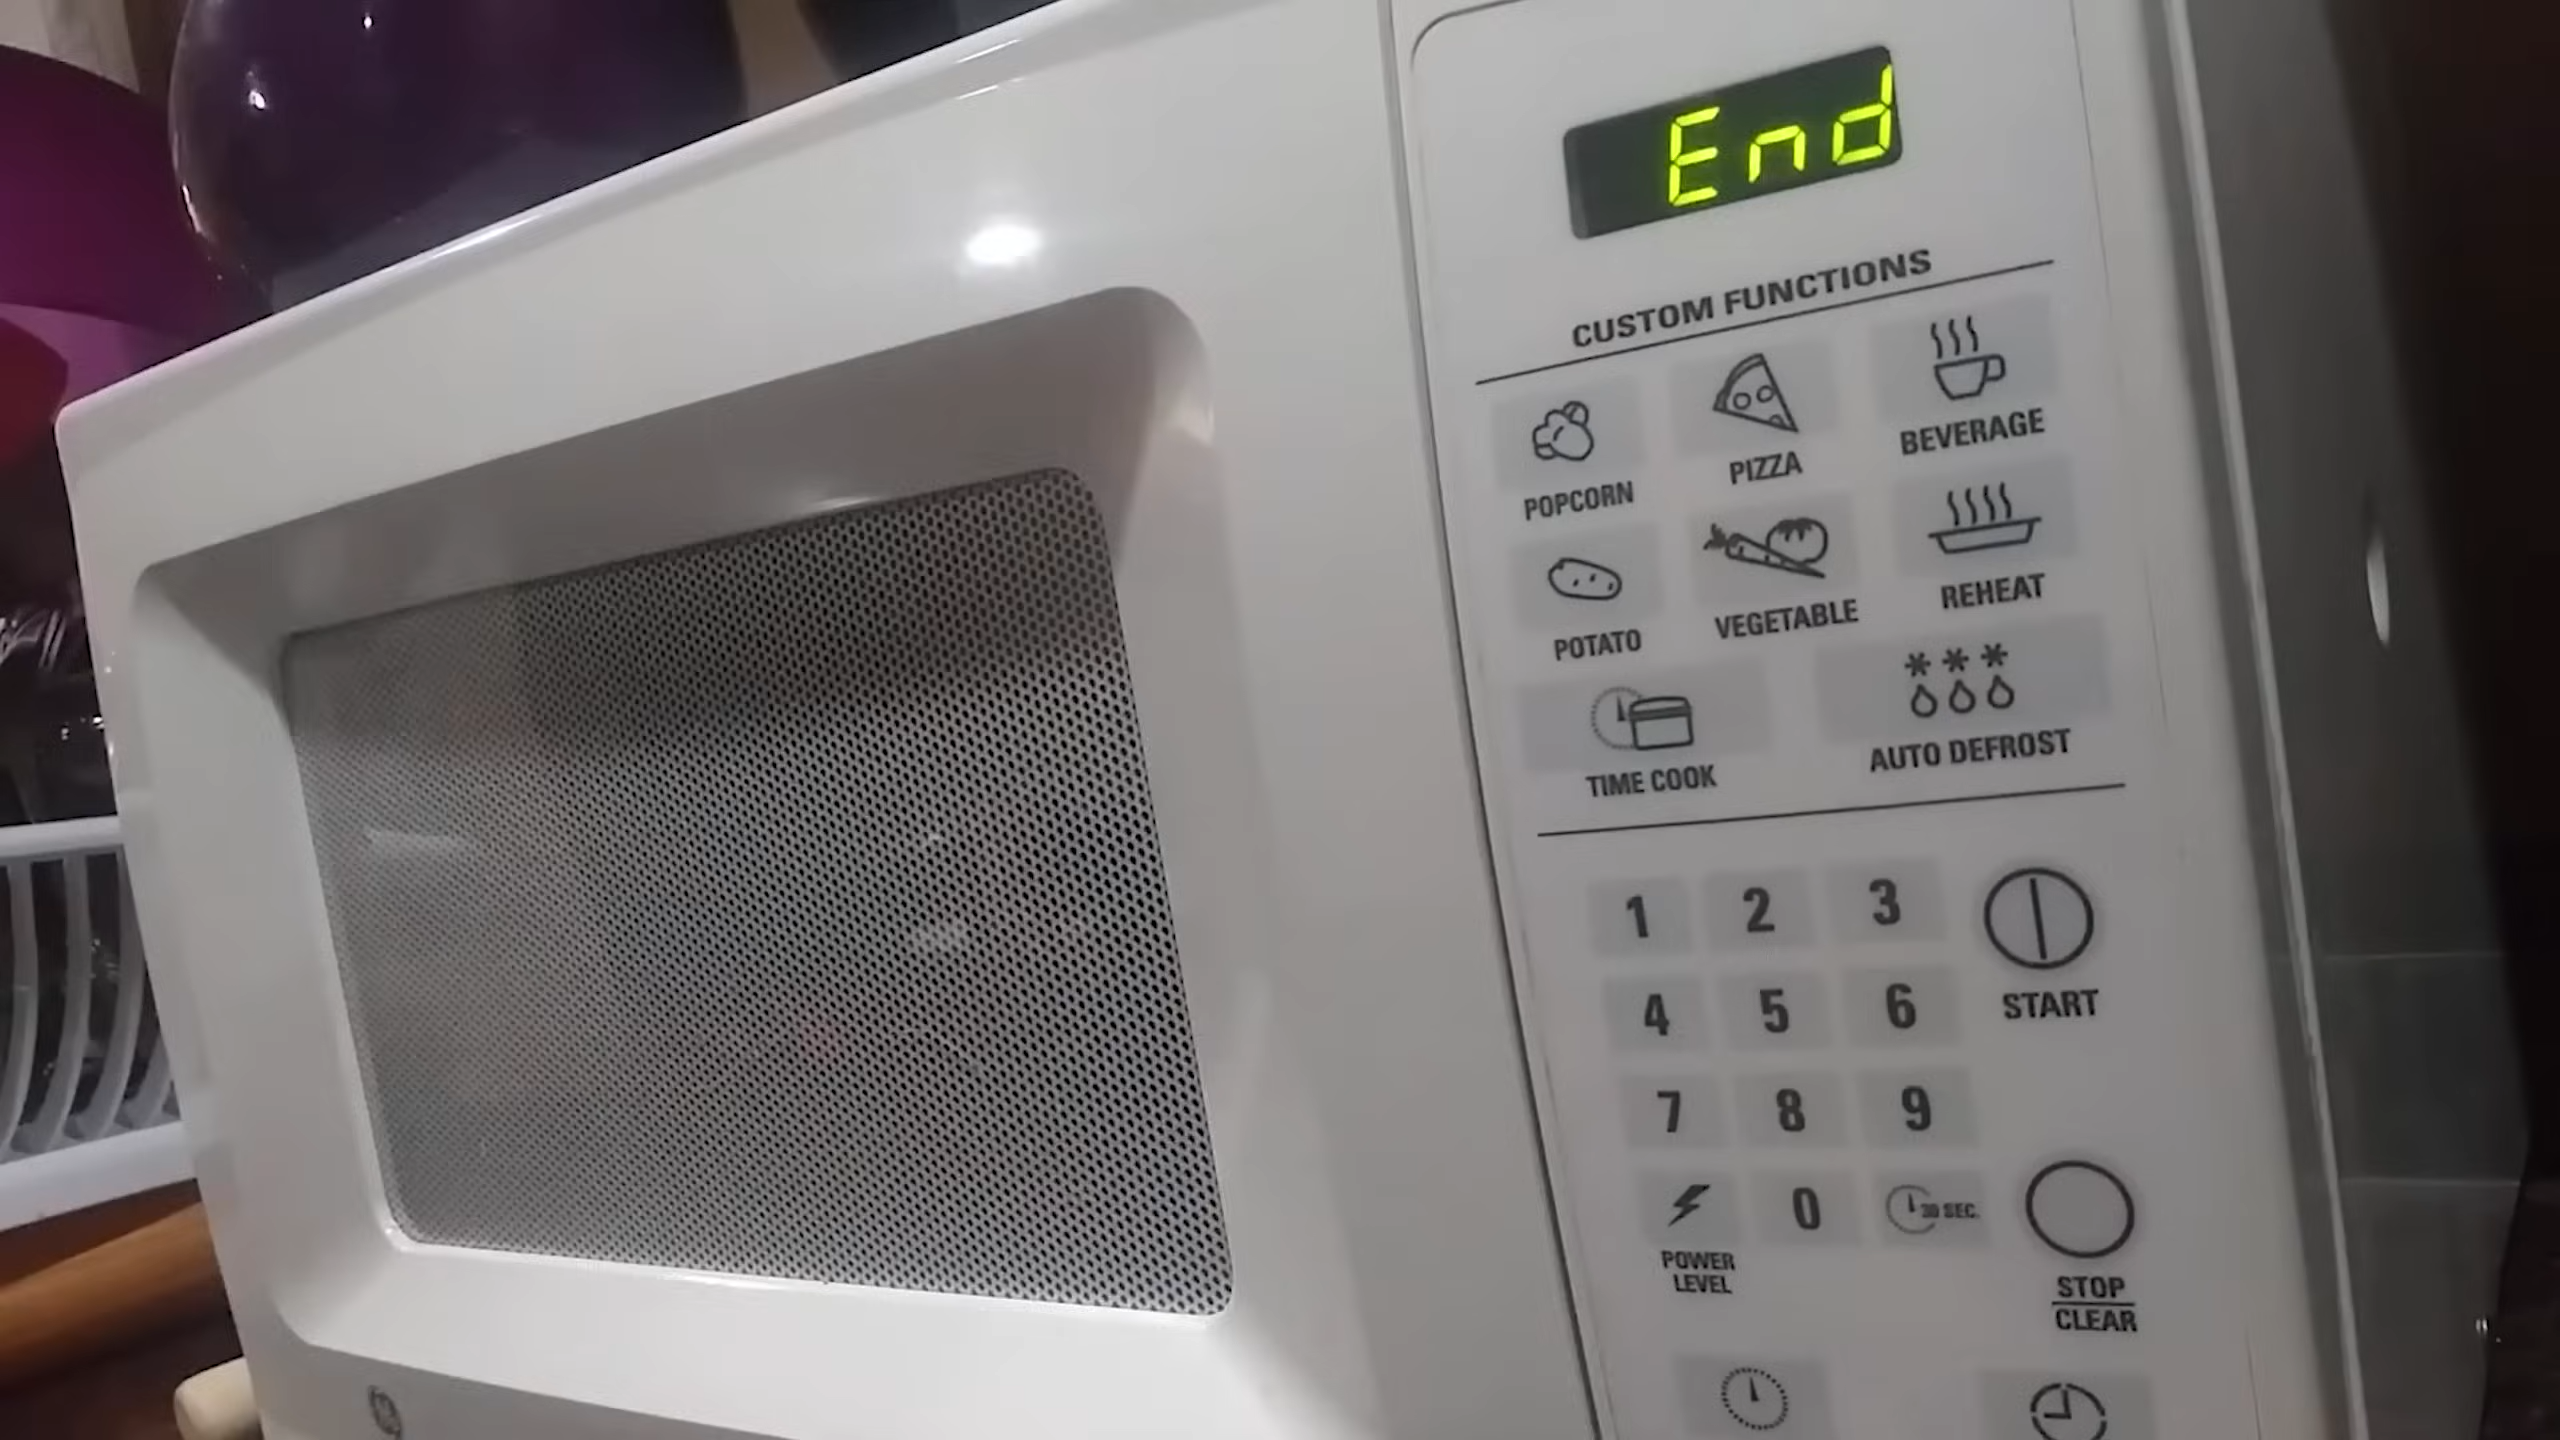 End
CUSTOM FUNCTIONS
POPCORN
PIZZA
BEVERAGE
POTATO
VEGETABLE
REHEAT
TIME COOK
AUTO DEFROST
1 2 3
START
4 5 6
7 8 9
0 30 SEC.
POWER
LEVEL
STOP
CLEAR